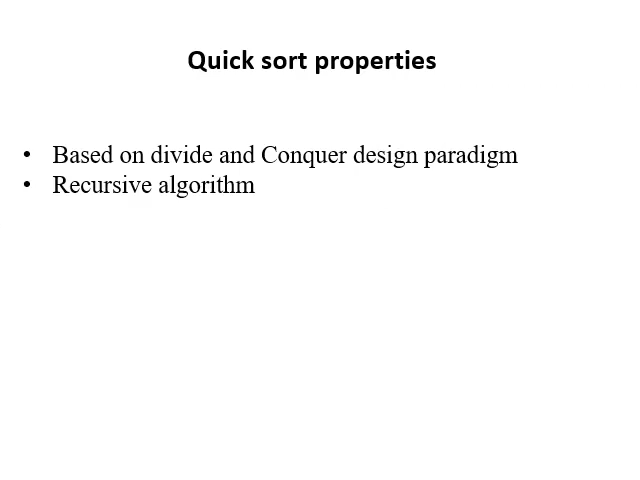 Quick sort properties
• Based on divide and Conquer design paradigm
• Recursive algorithm